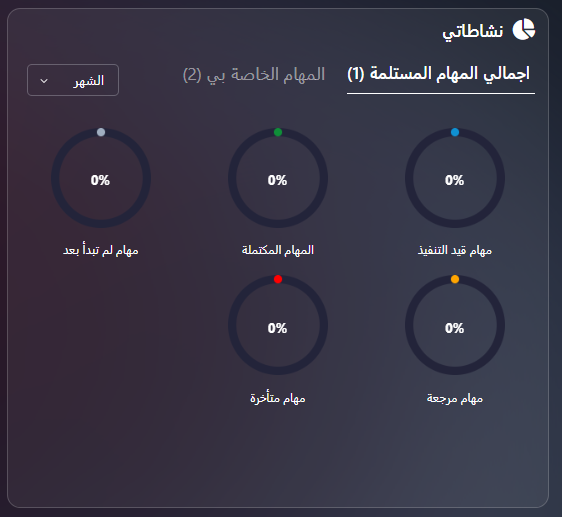 نشاطاتي
اجمالي المهام المستلمة (1)
المهام الخاصة بي (2)
الشهر
0%
0%
0%
مهام قيد التنفيذ
المهام المكتملة
مهام لم تبدأ بعد
0%
0%
مهام مرجعة
مهام متأخرة